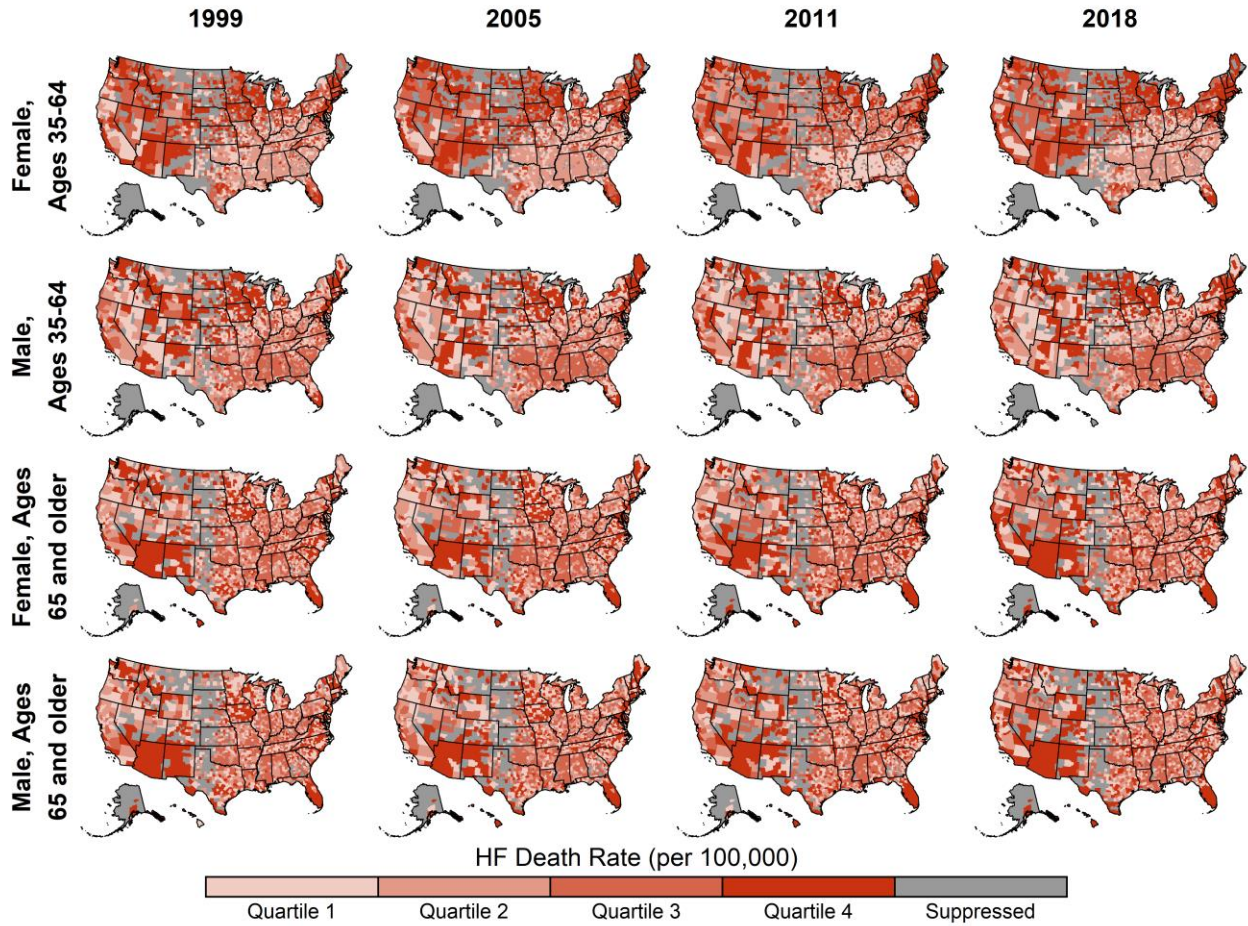 1999 2005 2011 2018
Female,
Ages 35-64
Male,
Ages 35-64
Female, Ages
65 and older
Male, Ages
65 and older
HF Death Rate (per 100,000)
Quartile 1 Quartile 2 Quartile 3 Quartile 4 Suppressed